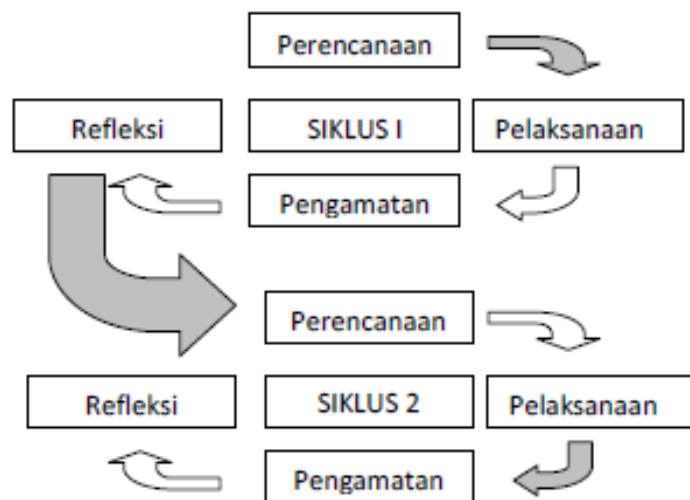 Perencanaan
Refleksi
SIKLUS I
Pelaksanaan
Pengamatan
Perencanaan
Refleksi
SIKLUS 2
Pelaksanaan
Pengamatan